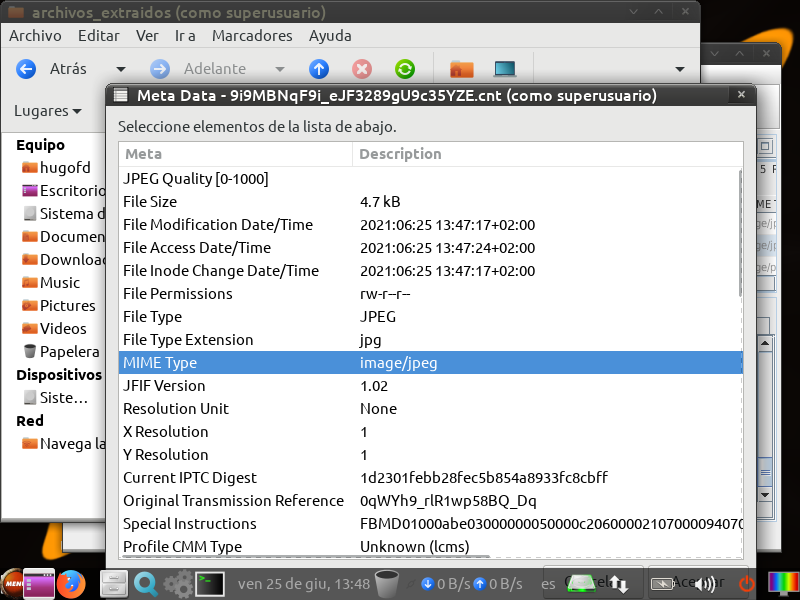 archivos_extraidos (como superusuario)
Archivo Editar Ver Ir a Marcadores Ayuda
Atrás Adelante
Lugares
Equipo
hugofd
Escritorio
Sistema d
Documen
Downloac
Music
Pictures
Videos
Papelera
Dispositivos
Siste...
Red
Navega la
Meta Data - 9i9MBNqF9i_eJF3289gU9c35YZE.cnt (como superusuario)
Seleccione elementos de la lista de abajo.
Meta Description
JPEG Quality [0-1000]
File Size 4.7 kB
File Modification Date/Time 2021:06:25 13:47:17+02:00
File Access Date/Time 2021:06:25 13:47:24+02:00
File Inode Change Date/Time 2021:06:25 13:47:17+02:00
File Permissions rw-r--r--
File Type JPEG
File Type Extension jpg
MIME Type image/jpeg
JFIF Version 1.02
Resolution Unit None
X Resolution 1
Y Resolution 1
Current IPTC Digest 1d2301febb28fec5b854a8933fc8cbff
Original Transmission Reference 0qWYh9_rlR1wp58BQ_Dq
Special Instructions FBMD01000abe03000000050000c2060000210700009407
Profile CMM Type Unknown (lcms)
MENU
ven 25 de giu, 13:48 0 B/s 0 B/s es